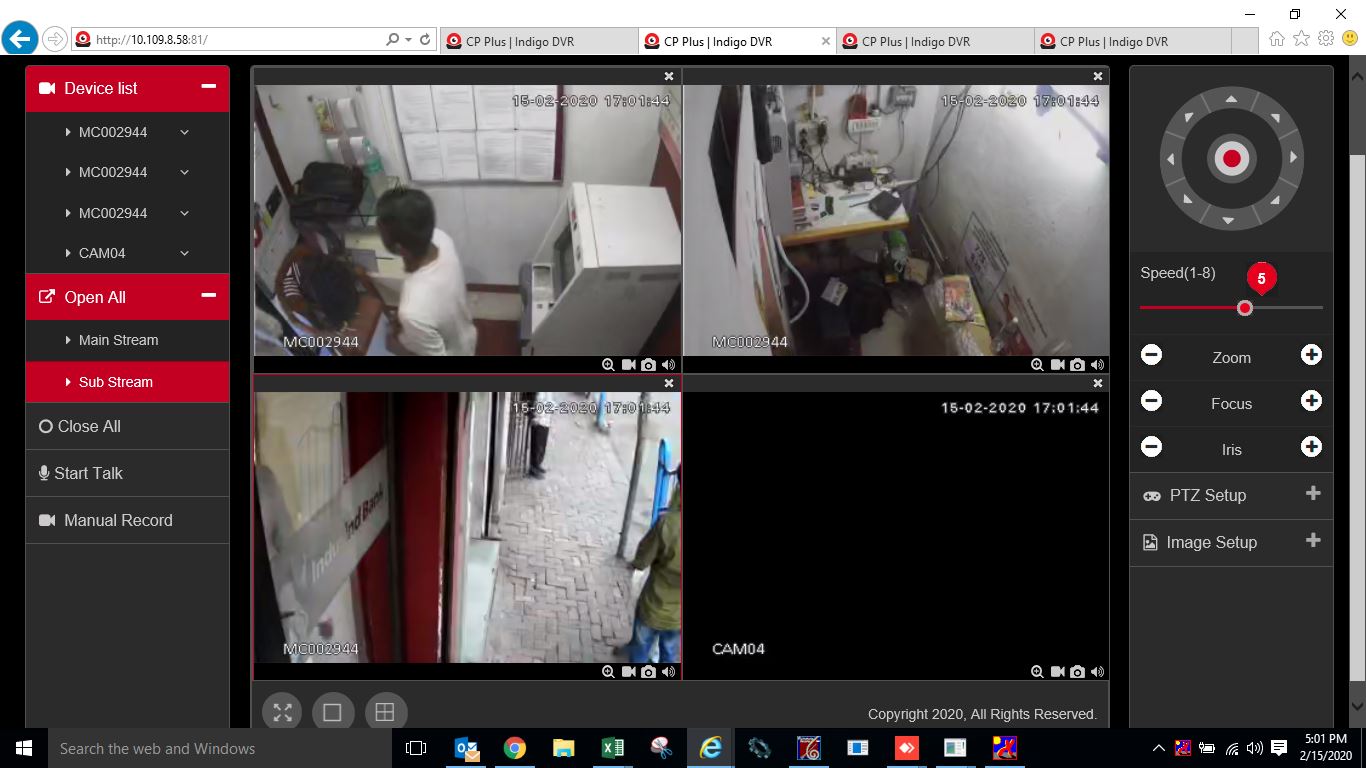 http://10.109.8.58:81/
CP Plus | Indigo DVR
CP Plus | Indigo DVR
CP Plus | Indigo DVR
CP Plus | Indigo DVR
Device list
MC002944
MC002944
MC002944
CAM04
Open All
Main Stream
Sub Stream
Close All
Start Talk
Manual Record
15-02-2020 17:01:44
MC002944
15-02-2020 17:01:44
MC002944
15-02-2020 17:01:44
IndusInd Bank
MC002944
15-02-2020 17:01:44
CAM04
Copyright 2020, All Rights Reserved.
Speed(1-8)
5
Zoom
Focus
Iris
PTZ Setup
Image Setup
Search the web and Windows
5:01 PM
2/15/2020